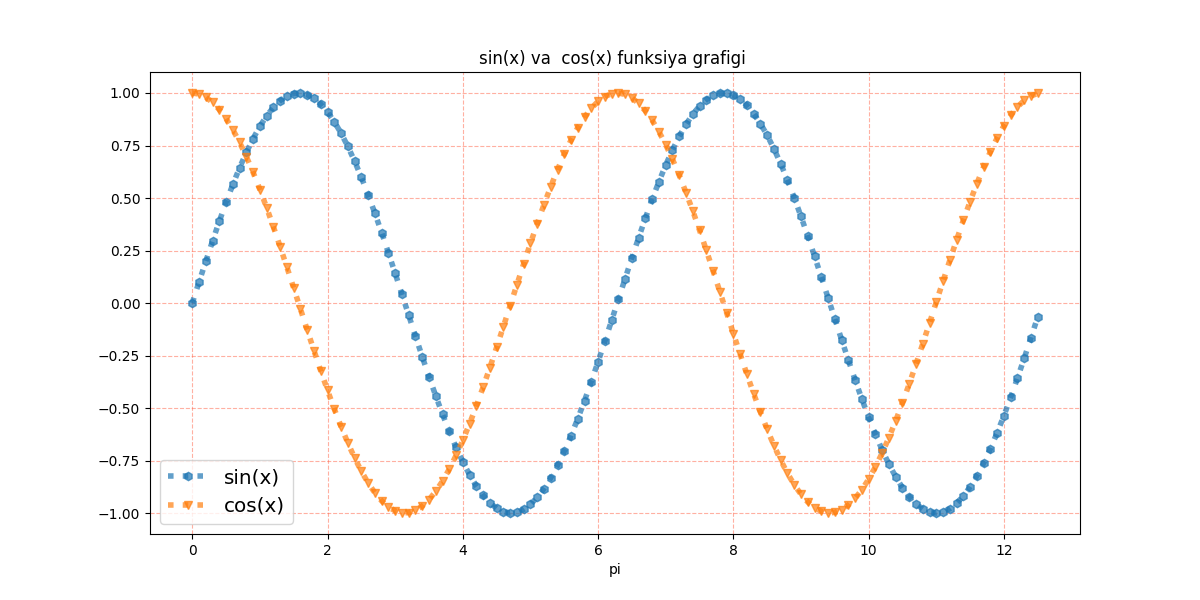 sin(x) va  cos(x) funksiya grafigi
1.00
0.75
0.50
0.25
0.00
−0.25
−0.50
−0.75
−1.00
sin(x)
cos(x)
0 2 4 6 8 10 12
pi